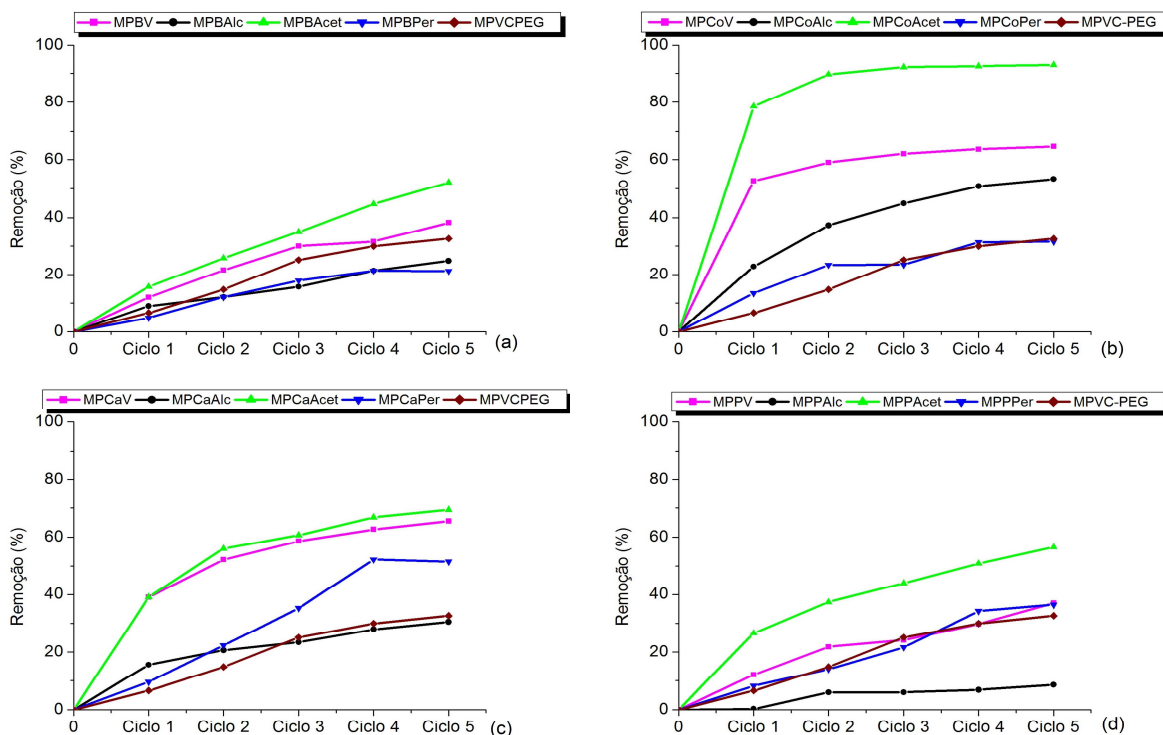 MPBV MPBAlc MPBAcet MPBPer MPVCPEG
100
80
60
40
20
0
Remoção (%)
0 Ciclo 1 Ciclo 2 Ciclo 3 Ciclo 4 Ciclo 5
(a)
MPCoV MPCoAlc MPCoAcet MPCoPer MPVC-PEG
100
80
60
40
20
0
Remoção (%)
0 Ciclo 1 Ciclo 2 Ciclo 3 Ciclo 4 Ciclo 5
(b)
MPCaV MPCaAlc MPCaAcet MPCaPer MPVCPEG
100
80
60
40
20
0
Remoção (%)
0 Ciclo 1 Ciclo 2 Ciclo 3 Ciclo 4 Ciclo 5
(c)
MPPV MPPAlc MPPAcet MPPPer MPVC-PEG
100
80
60
40
20
0
Remoção (%)
0 Ciclo 1 Ciclo 2 Ciclo 3 Ciclo 4 Ciclo 5
(d)